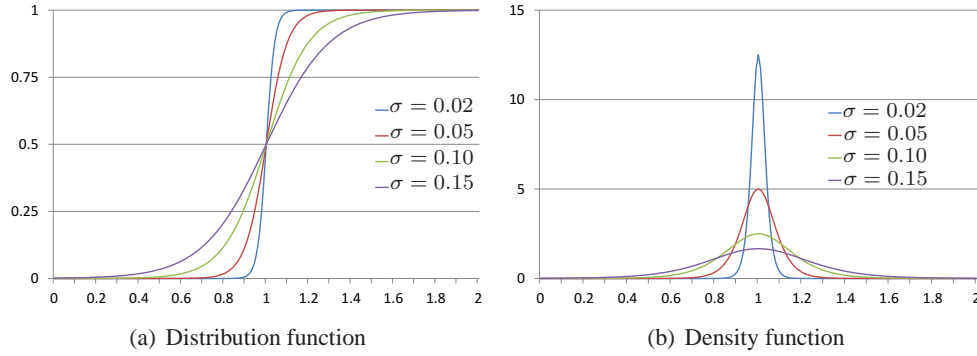 1
0.75
0.5
0.25
0
0 0.2 0.4 0.6 0.8 1 1.2 1.4 1.6 1.8 2
σ = 0.02
σ = 0.05
σ = 0.10
σ = 0.15
(a) Distribution function
15
10
5
0
0 0.2 0.4 0.6 0.8 1 1.2 1.4 1.6 1.8 2
σ = 0.02
σ = 0.05
σ = 0.10
σ = 0.15
(b) Density function